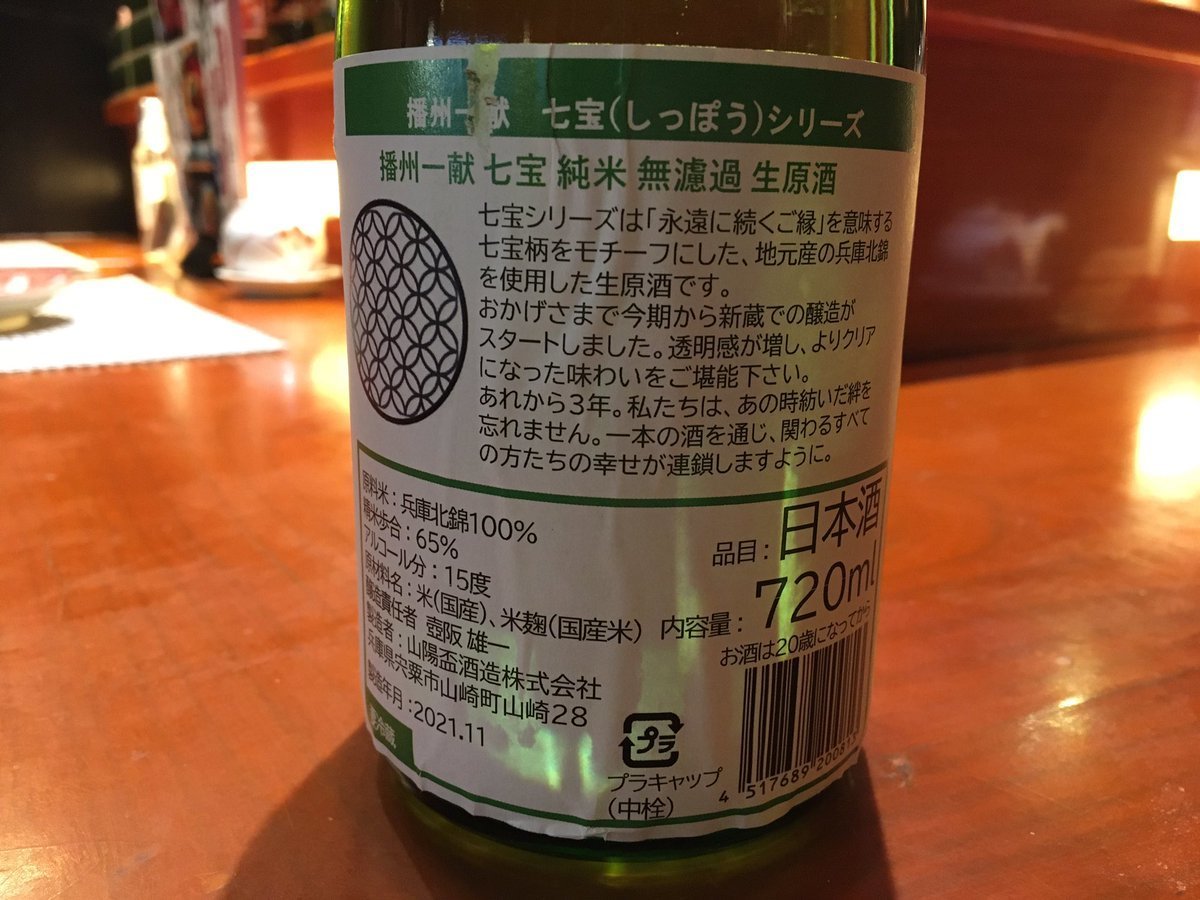 播州一献 七宝(しっぽう)シリーズ
播州一献 七宝 純米 無濾過 生原酒
七宝シリーズは「永遠に続くご縁」を意味する
七宝柄をモチーフにした、地元産の兵庫北錦
を使用した生原酒です。
おかげさまで今期から新蔵での醸造が
スタートしました。透明感が増し、よりクリア
になった味わいをご堪能下さい。
あれから3年。私たちは、あの時紡いだ絆を
忘れません。一本の酒を通じ、関わるすべて
の方たちの幸せが連鎖しますように。
原料米：兵庫北錦100%
精米歩合：65%
アルコール分：15度
原材料名：米(国産)、米麹(国産米)
醸造責任者 壺阪 雄一
製造者：山陽盃酒造株式会社
兵庫県宍粟市山崎町山崎28
製造年月：2021.11
要冷蔵
品目：日本酒
内容量：720ml
お酒は20歳になってから
プラ
プラキャップ
(中栓)
4 517689 20081